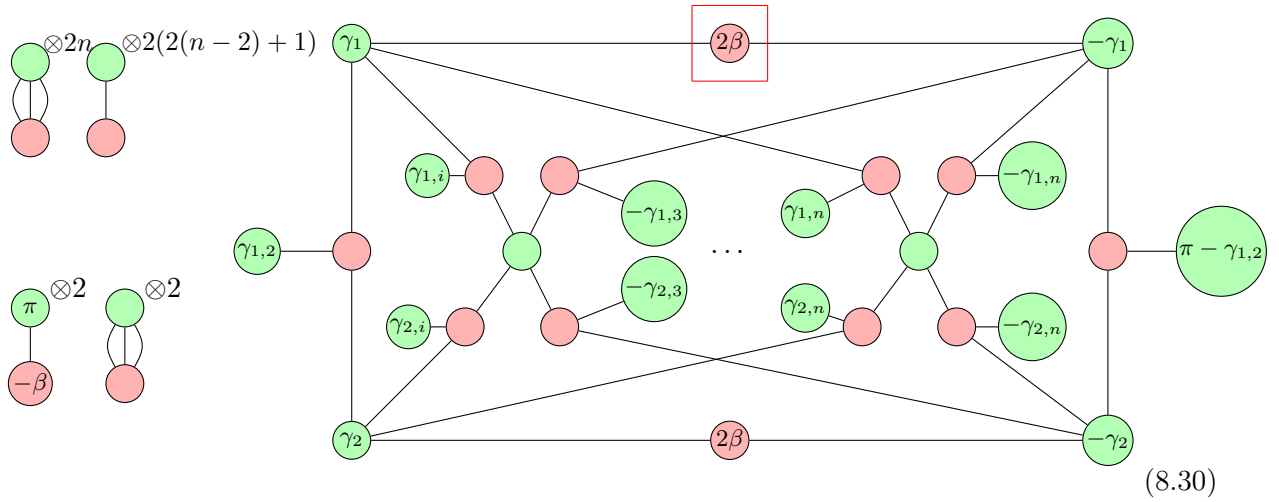 ⊗2n ⊗2(2(n − 2) + 1)
γ₁ 2β −γ₁
γ₁,ᵢ −γ₁,₃ γ₁,ₙ −γ₁,ₙ
γ₁,₂ ... π − γ₁,₂
γ₂,ᵢ −γ₂,₃ γ₂,ₙ −γ₂,ₙ
π ⊗2 ⊗2
−β
γ₂ 2β −γ₂
(8.30)